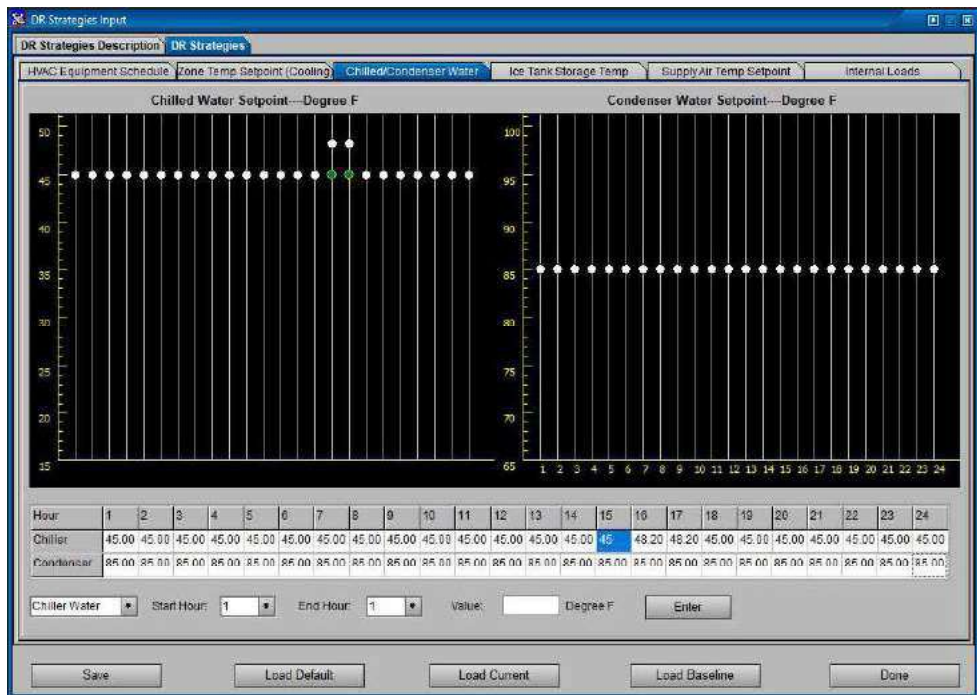 DR Strategies Input
DR Strategies Description DR Strategies
HVAC Equipment Schedule Zone Temp Setpoint (Cooling) Chilled/Condenser Water Ice Tank Storage Temp Supply Air Temp Setpoint Internal Loads
Chilled Water Setpoint---Degree F Condenser Water Setpoint---Degree F
50 100
45 95
40 90
35 85
30 80
25 75
20 70
15 65
1 2 3 4 5 6 7 8 9 10 11 12 13 14 15 16 17 18 19 20 21 22 23 24
Hour 1 2 3 4 5 6 7 8 9 10 11 12 13 14 15 16 17 18 19 20 21 22 23 24
Chiller 45.00 45.00 45.00 45.00 45.00 45.00 45.00 45.00 45.00 45.00 45.00 45.00 45.00 45.00 45 48.20 48.20 45.00 45.00 45.00 45.00 45.00 45.00 45.00
Condenser 85.00 85.00 85.00 85.00 85.00 85.00 85.00 85.00 85.00 85.00 85.00 85.00 85.00 85.00 85.00 85.00 85.00 85.00 85.00 85.00 85.00 85.00 85.00 85.00
Chiller Water Start Hour: 1 End Hour: 1 Value: Degree F Enter
Save Load Default Load Current Load Baseline Done